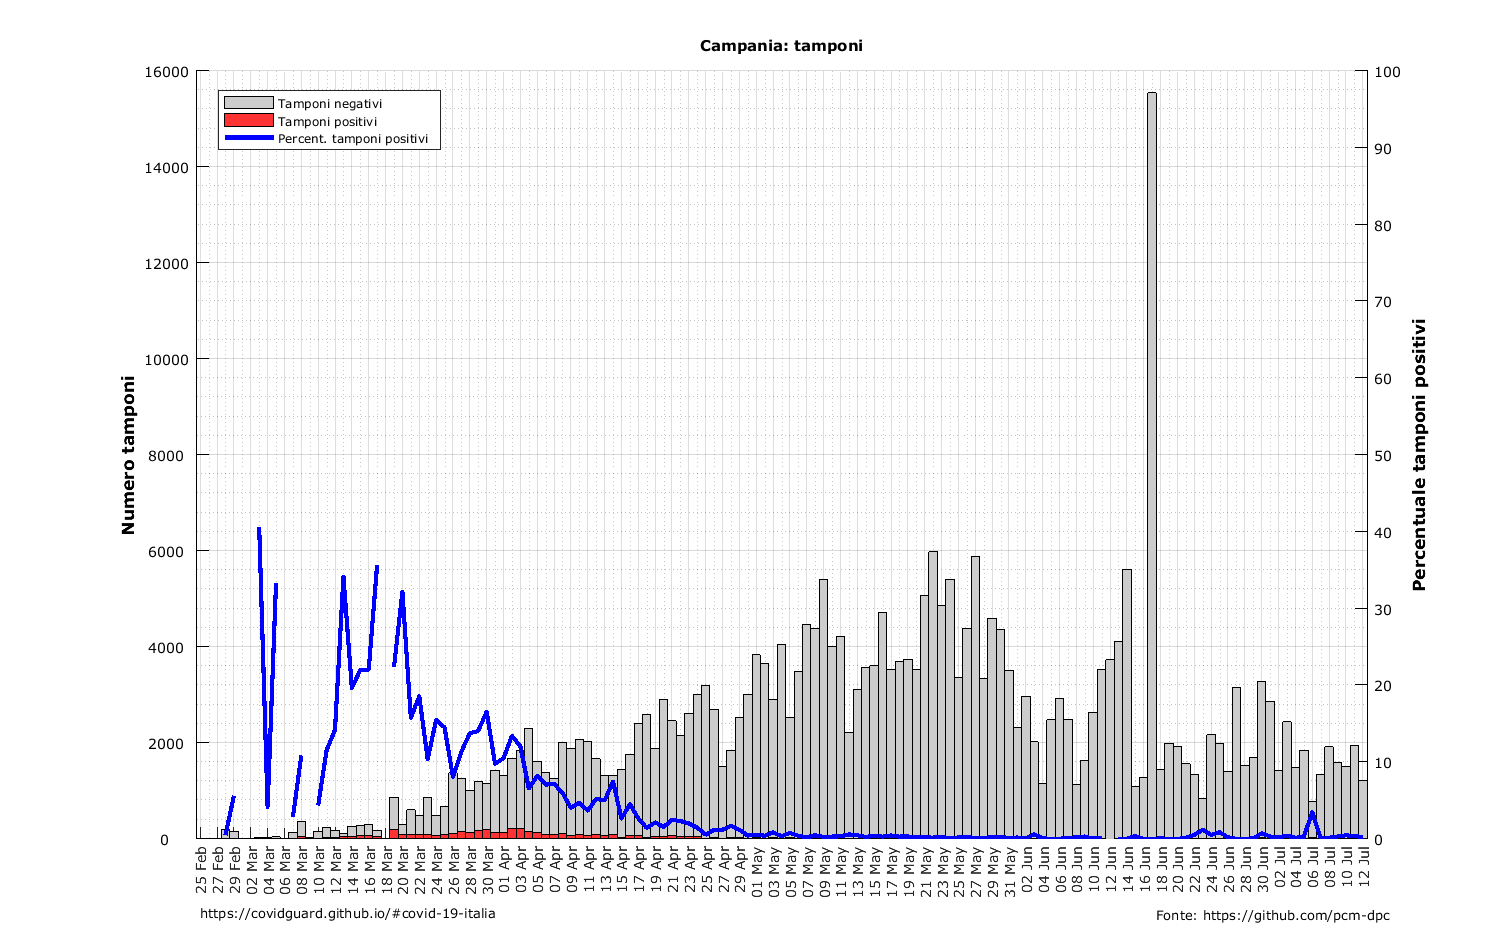 Campania: tamponi
Tamponi negativi
Tamponi positivi
Percent. tamponi positivi
Numero tamponi
16000
14000
12000
10000
8000
6000
4000
2000
0
Percentuale tamponi positivi
100
90
80
70
60
50
40
30
20
10
0
25 Feb
27 Feb
29 Feb
02 Mar
04 Mar
06 Mar
08 Mar
10 Mar
12 Mar
14 Mar
16 Mar
18 Mar
20 Mar
22 Mar
24 Mar
26 Mar
28 Mar
30 Mar
01 Apr
03 Apr
05 Apr
07 Apr
09 Apr
11 Apr
13 Apr
15 Apr
17 Apr
19 Apr
21 Apr
23 Apr
25 Apr
27 Apr
29 Apr
01 May
03 May
05 May
07 May
09 May
11 May
13 May
15 May
17 May
19 May
21 May
23 May
25 May
27 May
29 May
31 May
02 Jun
04 Jun
06 Jun
08 Jun
10 Jun
12 Jun
14 Jun
16 Jun
18 Jun
20 Jun
22 Jun
24 Jun
26 Jun
28 Jun
30 Jun
02 Jul
04 Jul
06 Jul
08 Jul
10 Jul
12 Jul
https://covidguard.github.io/#covid-19-italia
Fonte: https://github.com/pcm-dpc